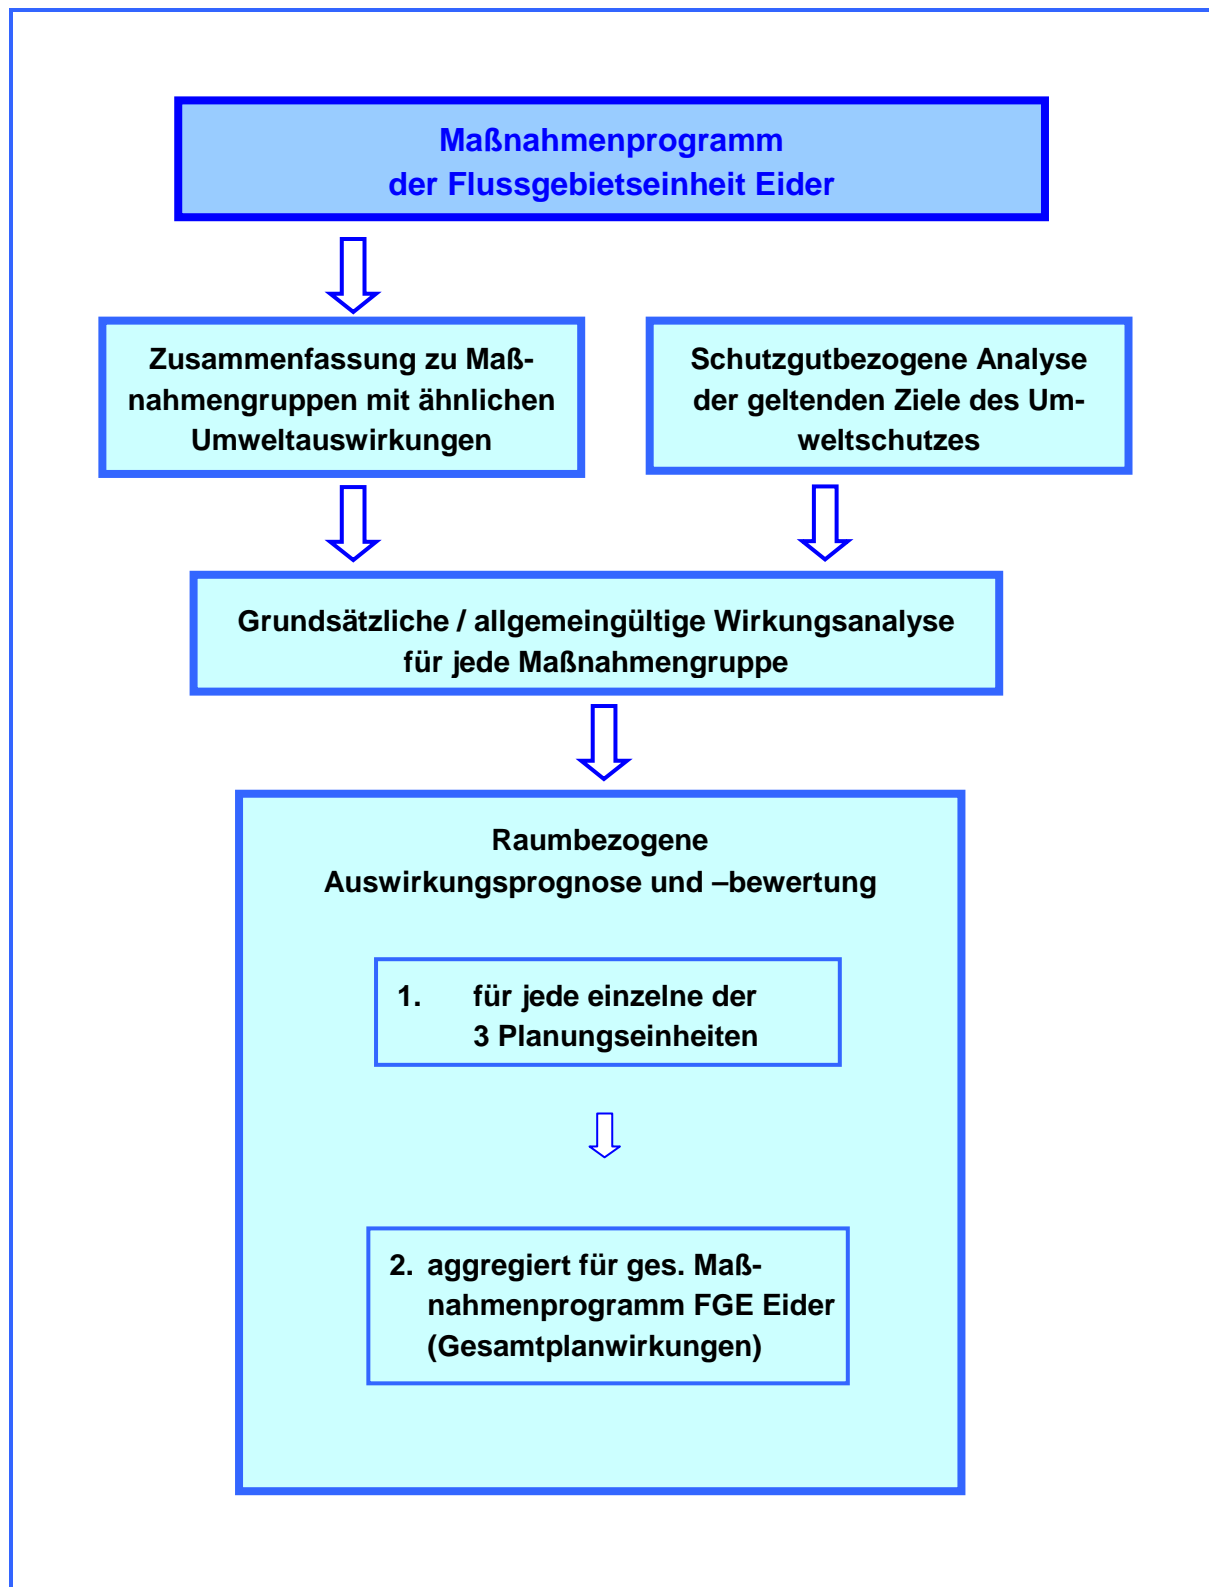 Maßnahmenprogramm
der Flussgebietseinheit Eider
Zusammenfassung zu Maß-
nahmengruppen mit ähnlichen
Umweltauswirkungen
Schutzgutbezogene Analyse
der geltenden Ziele des Um-
weltschutzes
Grundsätzliche / allgemeingültige Wirkungsanalyse
für jede Maßnahmengruppe
Raumbezogene
Auswirkungsprognose und –bewertung
1. für jede einzelne der
3 Planungseinheiten
2. aggregiert für ges. Maß-
nahmenprogramm FGE Eider
(Gesamtplanwirkungen)